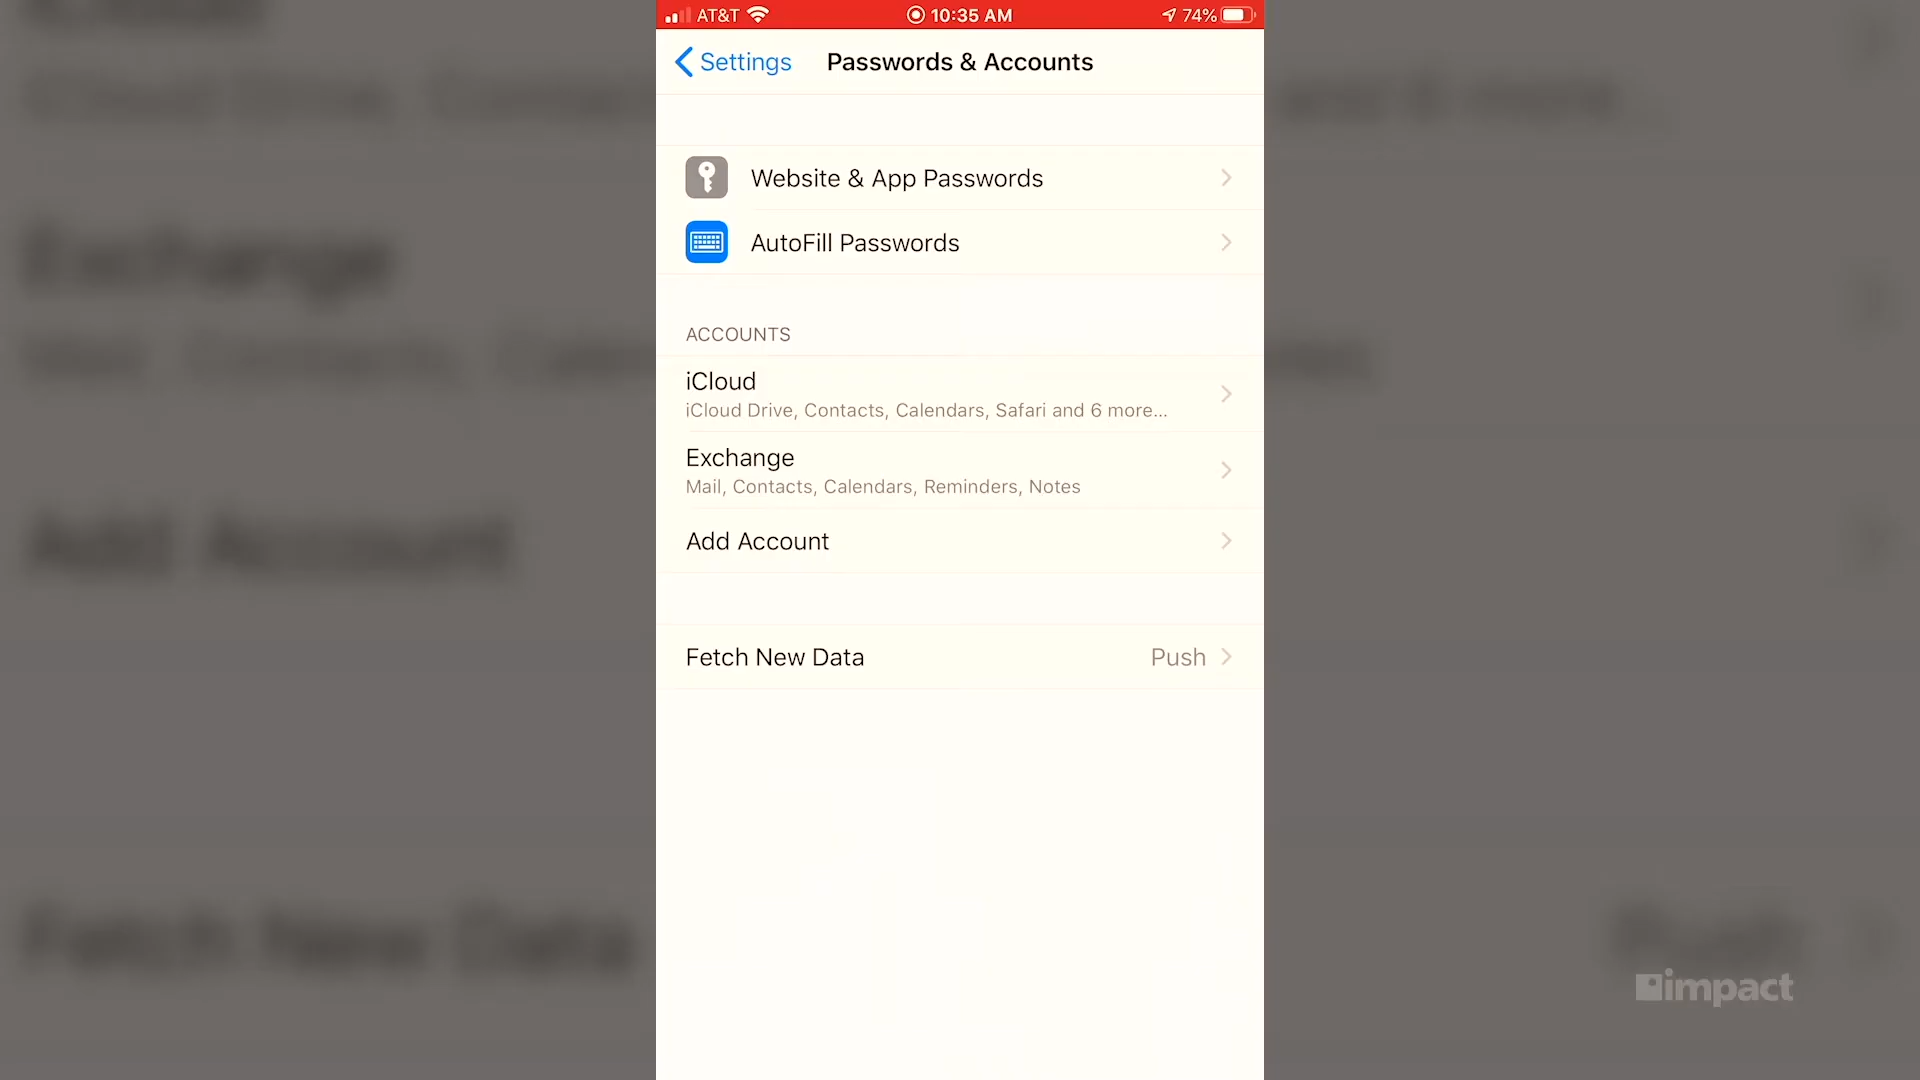 AT&T 10:35 AM 74%
Settings Passwords & Accounts
Website & App Passwords
AutoFill Passwords
ACCOUNTS
iCloud
iCloud Drive, Contacts, Calendars, Safari and 6 more...
Exchange
Mail, Contacts, Calendars, Reminders, Notes
Add Account
Fetch New Data Push
impact